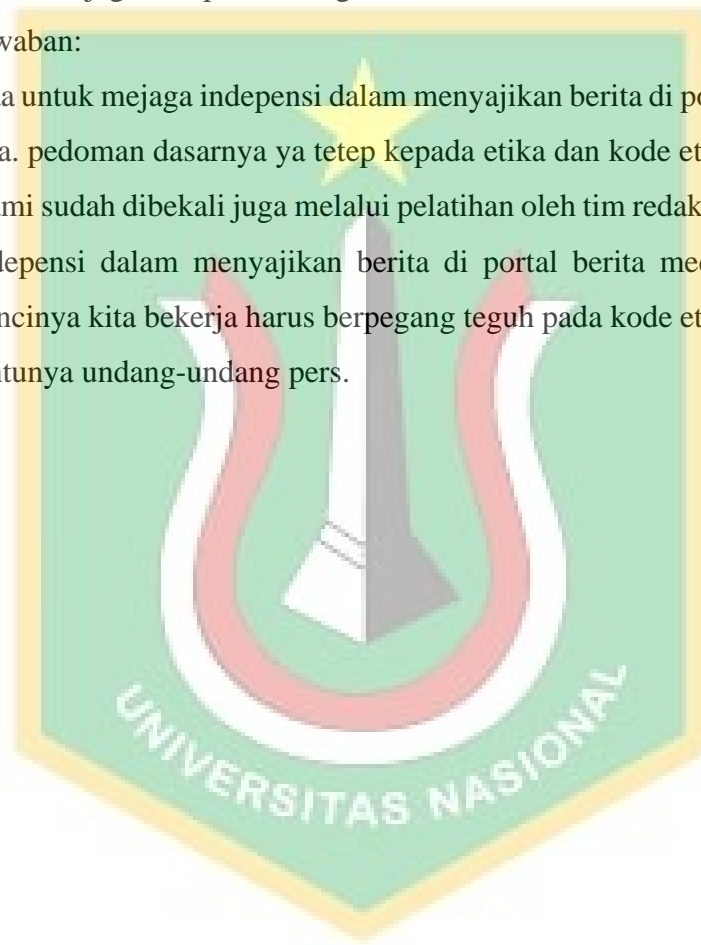 waban:
a untuk mejaga indepensi dalam menyajikan berita di po
a. pedoman dasarnya ya tetep kepada etika dan kode et
ami sudah dibekali juga melalui pelatihan oleh tim redak
depensi dalam menyajikan berita di portal berita me
ncinya kita bekerja harus berpegang teguh pada kode et
ntunya undang-undang pers.
UNIVERSITAS NASIONAL